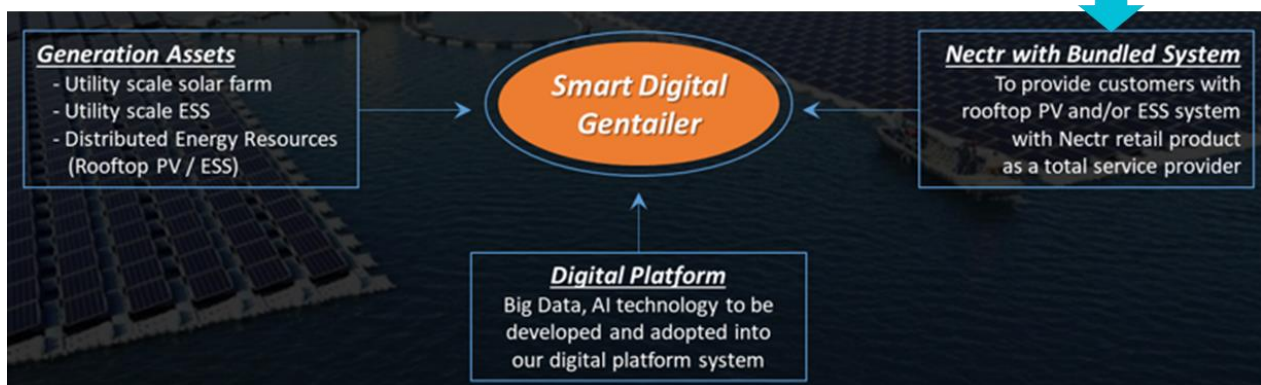 Generation Assets
- Utility scale solar farm
- Utility scale ESS
- Distributed Energy Resources
(Rooftop PV / ESS)
Smart Digital
Gentailer
Nectr with Bundled System
To provide customers with
rooftop PV and/or ESS system
with Nectr retail product
as a total service provider
Digital Platform
Big Data, AI technology to be
developed and adopted into
our digital platform system